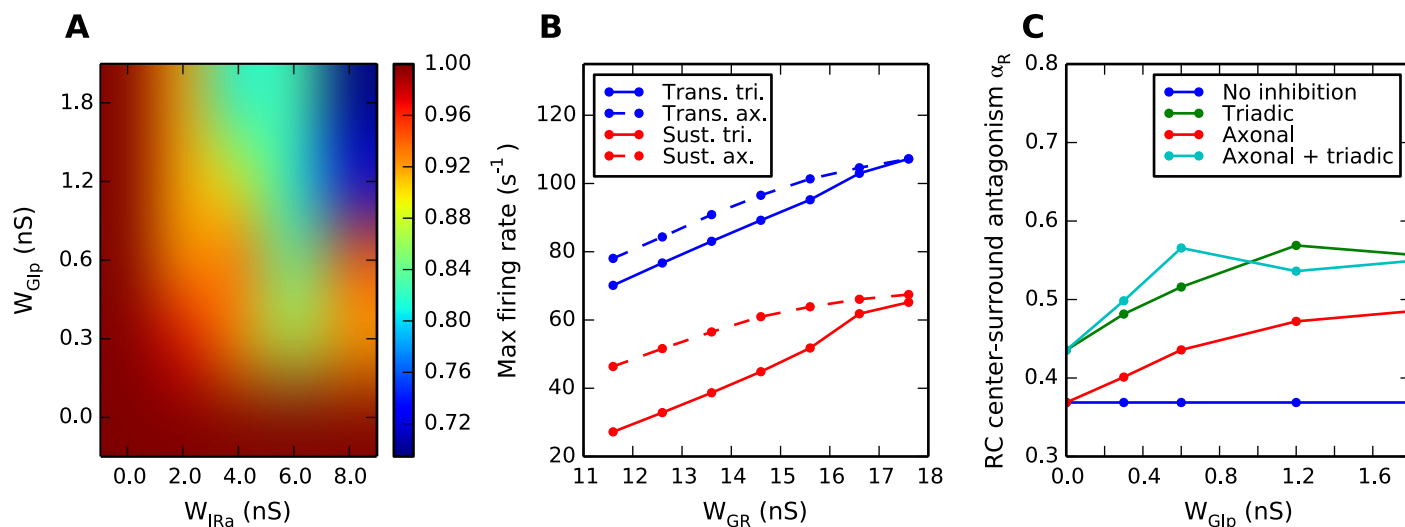 A
B
C
W_GIp (nS)
1.8
1.2
0.6
0.3
0.0
0.0 2.0 4.0 6.0 8.0
W_IRa (nS)
1.00
0.96
0.92
0.88
0.84
0.80
0.76
0.72
Max firing rate (s⁻¹)
120
100
80
60
40
20
Trans. tri.
Trans. ax.
Sust. tri.
Sust. ax.
11 12 13 14 15 16 17 18
W_GR (nS)
RC center-surround antagonism α_R
0.8
0.7
0.6
0.5
0.4
0.3
No inhibition
Triadic
Axonal
Axonal + triadic
0.0 0.4 0.8 1.2 1.6
W_GIp (nS)